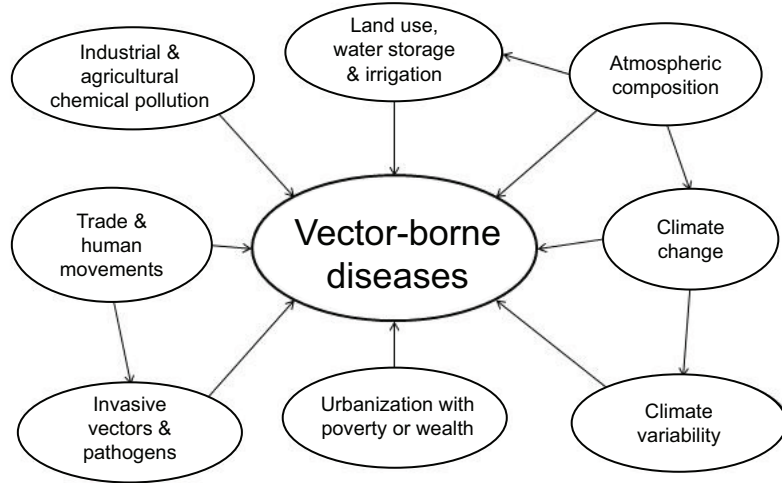 Industrial &
agricultural
chemical pollution
Land use,
water storage
& irrigation
Atmospheric
composition
Trade &
human
movements
Vector-borne
diseases
Climate
change
Invasive
vectors &
pathogens
Urbanization with
poverty or wealth
Climate
variability